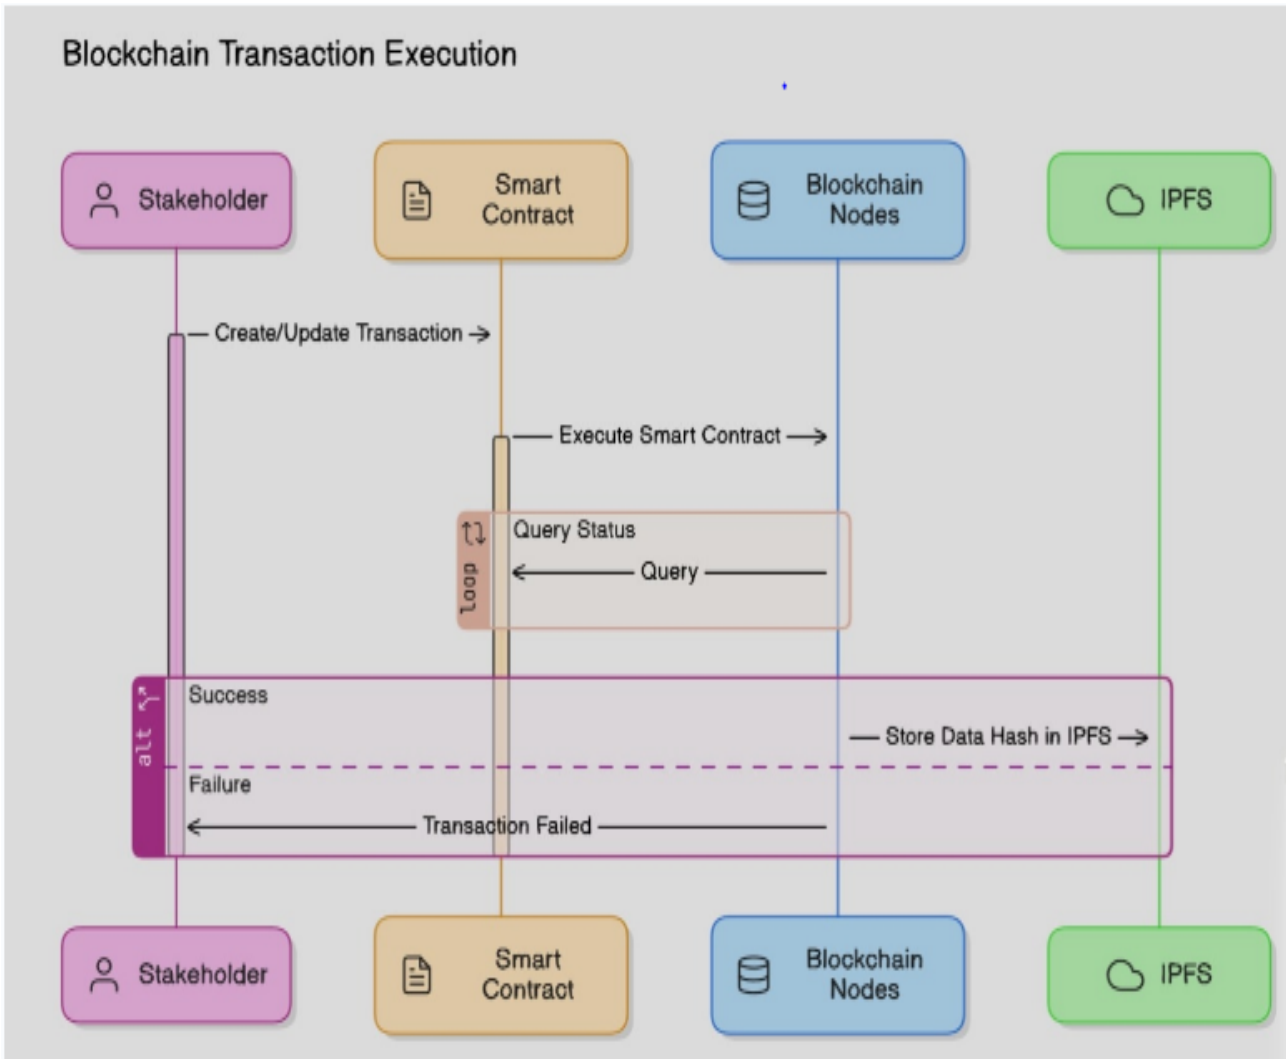 Blockchain Transaction Execution
Stakeholder
Smart
Contract
Blockchain
Nodes
IPFS
Create/Update Transaction
Execute Smart Contract
Query Status
loop
Query
Success
alt
Store Data Hash in IPFS
Failure
Transaction Failed
Stakeholder
Smart
Contract
Blockchain
Nodes
IPFS